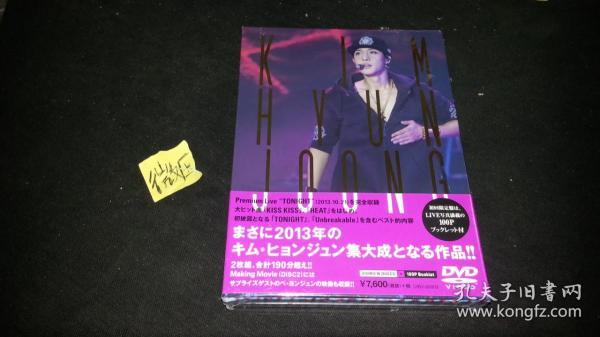 KIM
HYUN
JOONG
Premium Live "TONIGHT"(2013.10.21)を完全収録
大ヒット曲「KISS KISS」「HEAT」をはじめ、
初披露となる「TONIGHT」、「Unbreakable」を含むベスト的内容
まさに2013年の
キム・ヒョンジュン集大成となる作品!!
2枚組、合計190分超え!!
Making Movie(DISC2)には
サプライズゲストのペ・ヨンジュンの映像も収録!!
初回限定盤は、
LIVE写真満載の
100P
ブックレット付
100P Booklet
¥7,600
DVD
孔夫子旧书网
www.kongfz.com